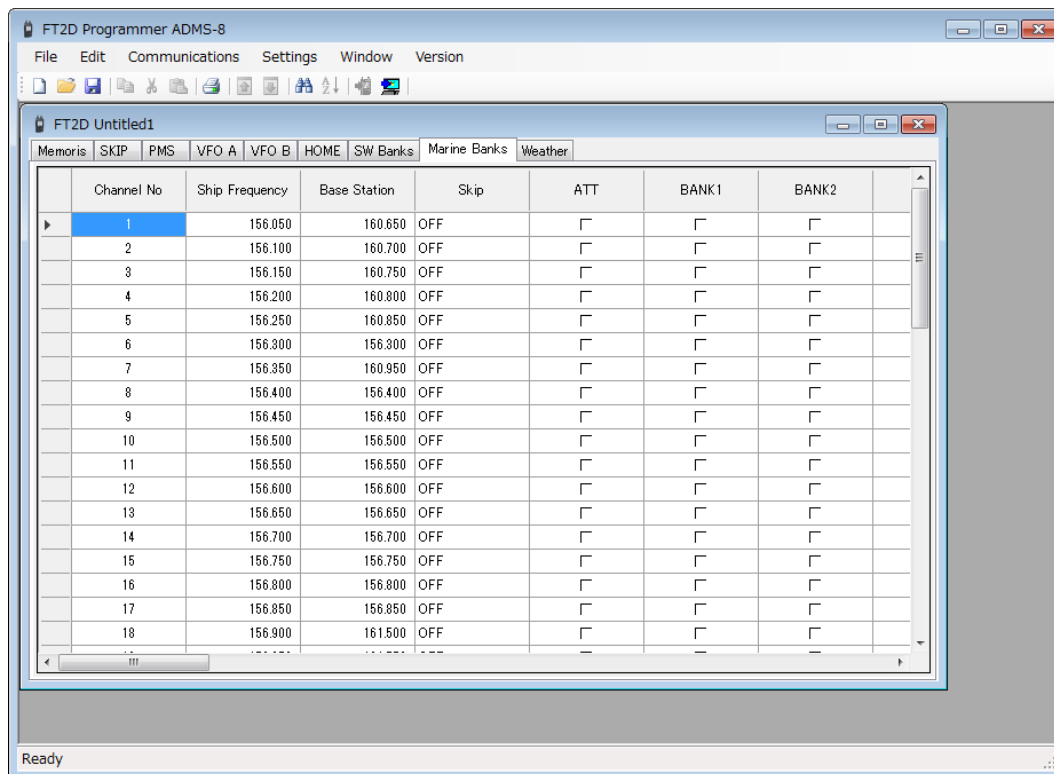 FT2D Programmer ADMS-8
File Edit Communications Settings Window Version
FT2D Untitled1
Memoris SKIP PMS VFO A VFO B HOME SW Banks Marine Banks Weather
Channel No Ship Frequency Base Station Skip ATT BANK1 BANK2
1 156.050 160.650 OFF
2 156.100 160.700 OFF
3 156.150 160.750 OFF
4 156.200 160.800 OFF
5 156.250 160.850 OFF
6 156.300 156.300 OFF
7 156.350 160.950 OFF
8 156.400 156.400 OFF
9 156.450 156.450 OFF
10 156.500 156.500 OFF
11 156.550 156.550 OFF
12 156.600 156.600 OFF
13 156.650 156.650 OFF
14 156.700 156.700 OFF
15 156.750 156.750 OFF
16 156.800 156.800 OFF
17 156.850 156.850 OFF
18 156.900 161.500 OFF
Ready